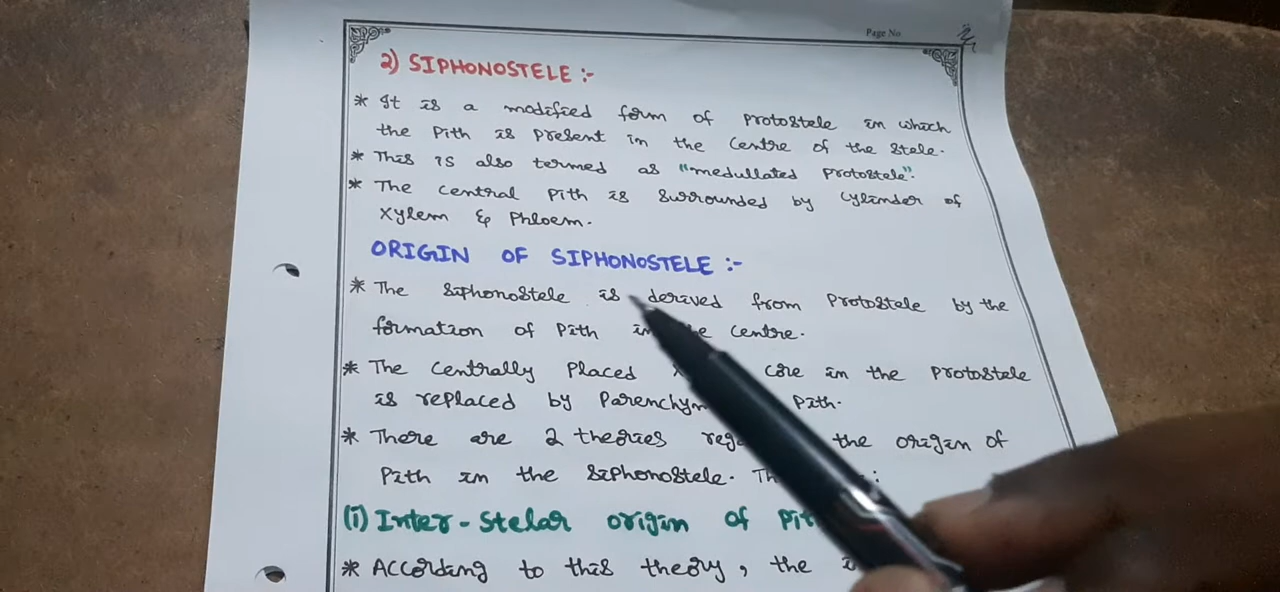 Page No
2) SIPHONOSTELE :-
* It is a modified form of protostele in which
the Pith is present in the Centre of the Stele.
* This is also termed as "medullated Protostele".
* The central Pith is surrounded by cylinder of
Xylem & Phloem.
ORIGIN OF SIPHONOSTELE :-
* The Siphonostele is derived from Protostele by the
formation of Pith in Centre.
* The centrally Placed core in the Protostele
is replaced by Pith.
* There are 2 theories the origin of
Pith in the Siphonostele.
(i) Inter-Stelar origin of
* According to this theory, the